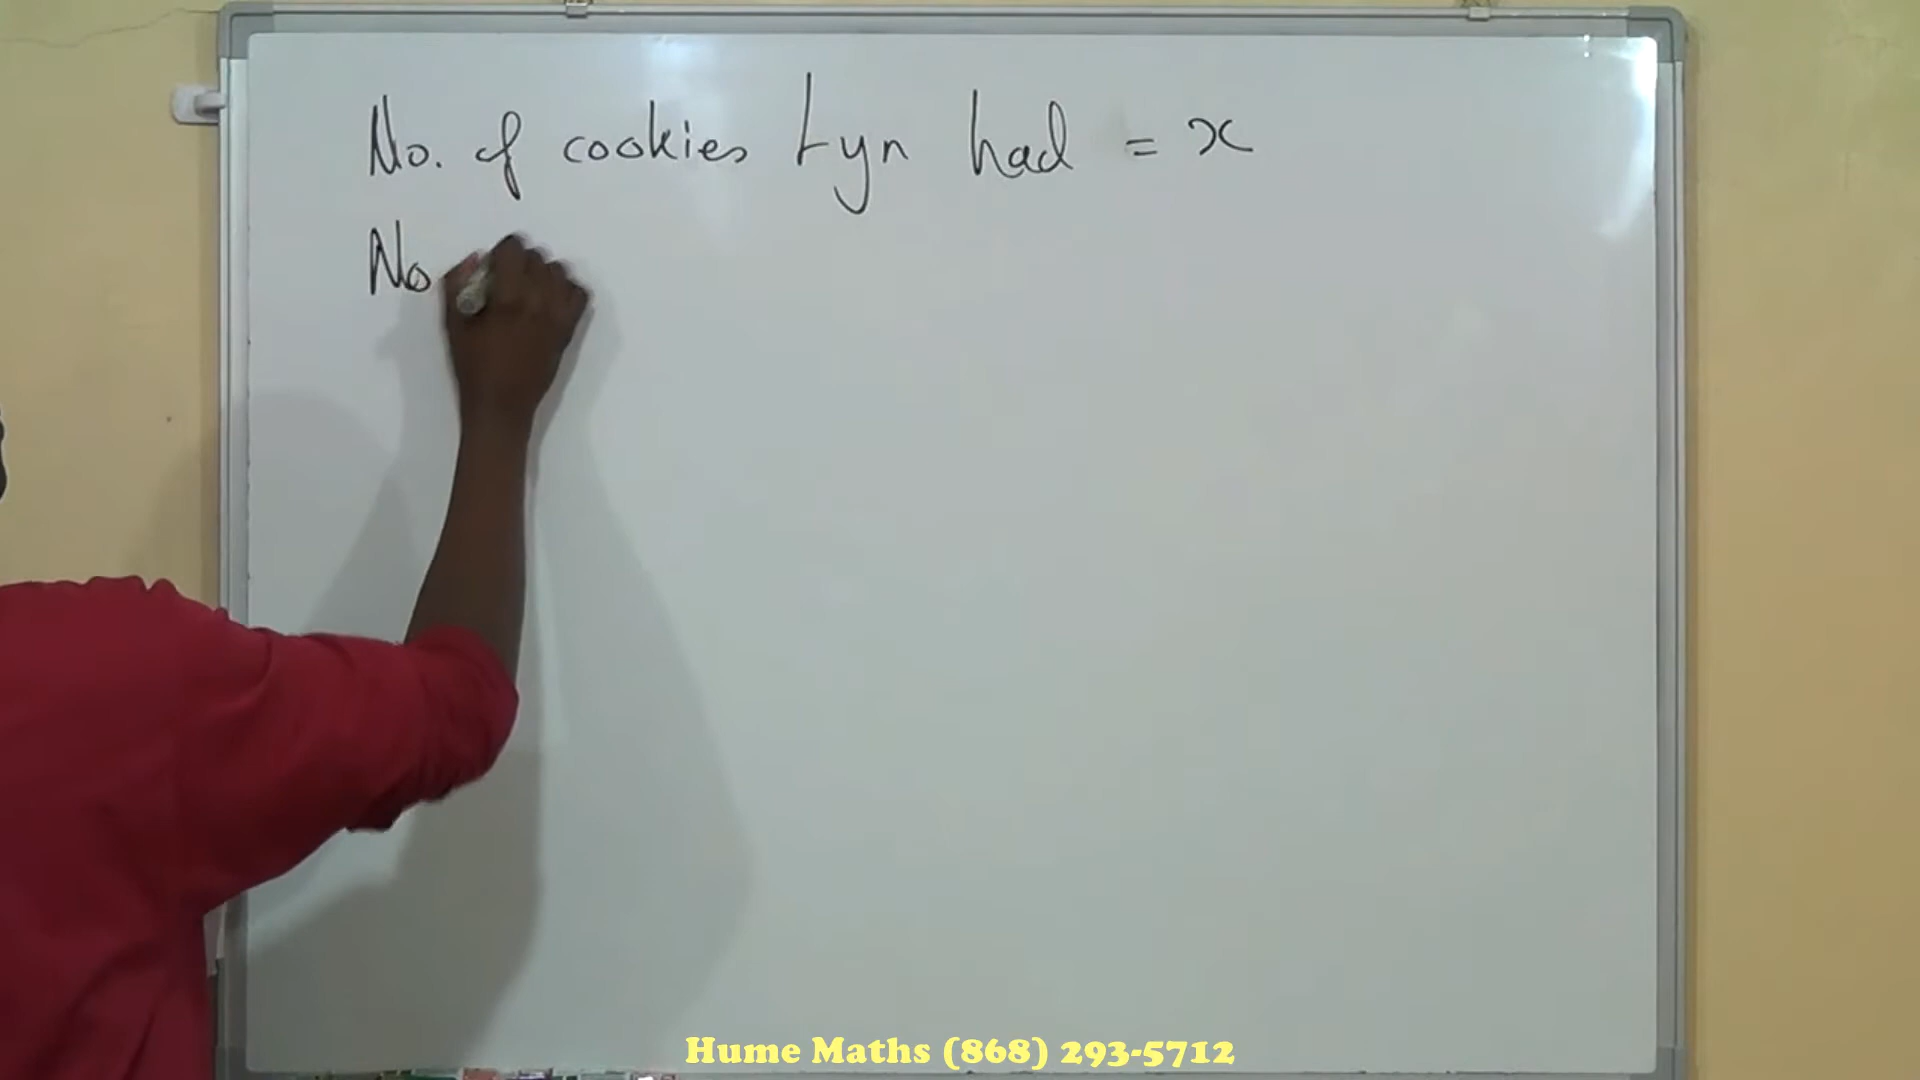 No. of cookies Lyn had = x
No
Hume Maths (868) 293-5712